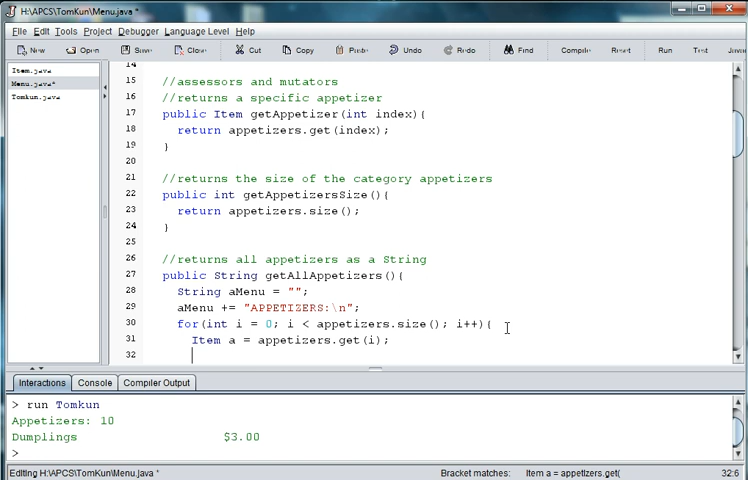 H:\APCS\TomKun\Menu.java *
File Edit Tools Project Debugger Language Level Help
New Open Save Close Cut Copy Paste Undo Redo Find Compile Reset Run Test
Item.java
Menu.java*
Tomkun.java
14
15 //assessors and mutators
16 //returns a specific appetizer
17 public Item getAppetizer(int index){
18 return appetizers.get(index);
19 }
20
21 //returns the size of the category appetizers
22 public int getAppetizersSize(){
23 return appetizers.size();
24 }
25
26 //returns all appetizers as a String
27 public String getAllAppetizers(){
28 String aMenu = "";
29 aMenu += "APPETIZERS:\n";
30 for(int i = 0; i < appetizers.size(); i++){
31 Item a = appetizers.get(i);
32
Interactions Console Compiler Output
> run Tomkun
Appetizers: 10
Dumplings $3.00
>
Editing H:\APCS\TomKun\Menu.java * Bracket matches: Item a = appetizers.get( 32:6